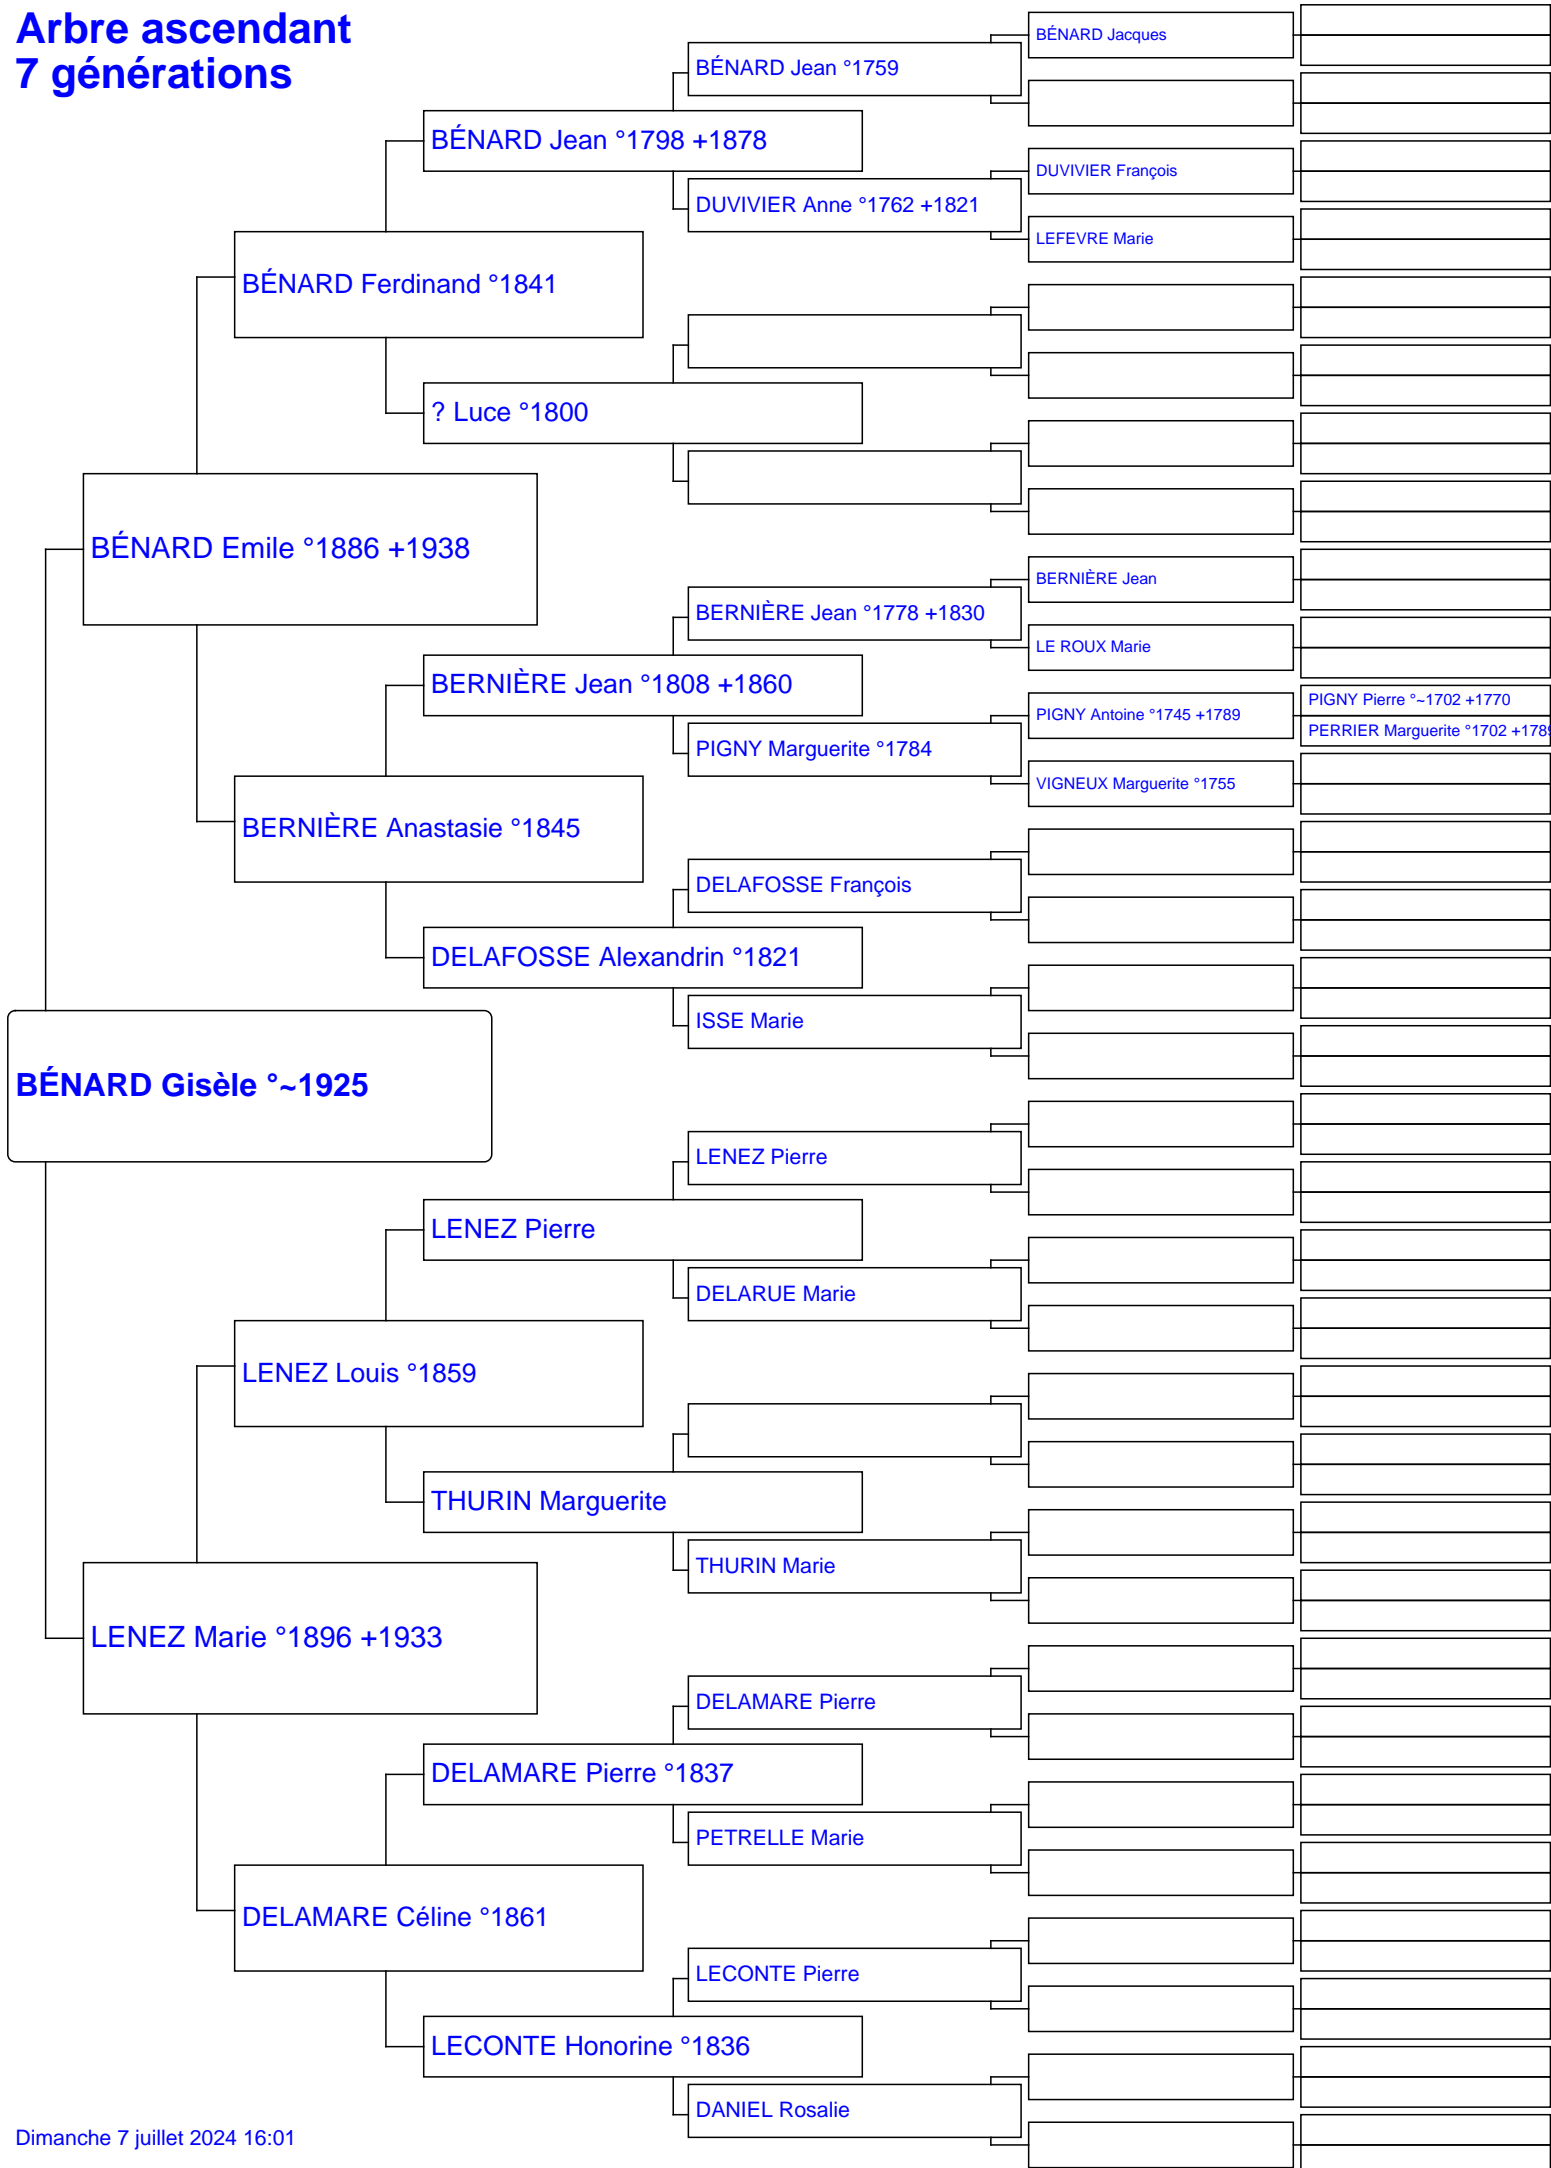 Arbre ascendant
7 générations
BÉNARD Gisèle °~1925
BÉNARD Emile °1886 +1938
LENEZ Marie °1896 +1933
BÉNARD Ferdinand °1841
BERNIÈRE Anastasie °1845
LENEZ Louis °1859
DELAMARE Céline °1861
BÉNARD Jean °1798 +1878
? Luce °1800
BERNIÈRE Jean °1808 +1860
DELAFOSSE Alexandrin °1821
LENEZ Pierre
THURIN Marguerite
DELAMARE Pierre °1837
LECONTE Honorine °1836
BÉNARD Jean °1759
DUVIVIER Anne °1762 +1821
BERNIÈRE Jean °1778 +1830
PIGNY Marguerite °1784
DELAFOSSE François
ISSE Marie
LENEZ Pierre
DELARUE Marie
THURIN Marie
DELAMARE Pierre
PETRELLE Marie
LECONTE Pierre
DANIEL Rosalie
BÉNARD Jacques
DUVIVIER François
LEFEVRE Marie
BERNIÈRE Jean
LE ROUX Marie
PIGNY Antoine °1745 +1789
VIGNEUX Marguerite °1755
PIGNY Pierre °~1702 +1770
PERRIER Marguerite °1702 +178
Dimanche 7 juillet 2024 16:01